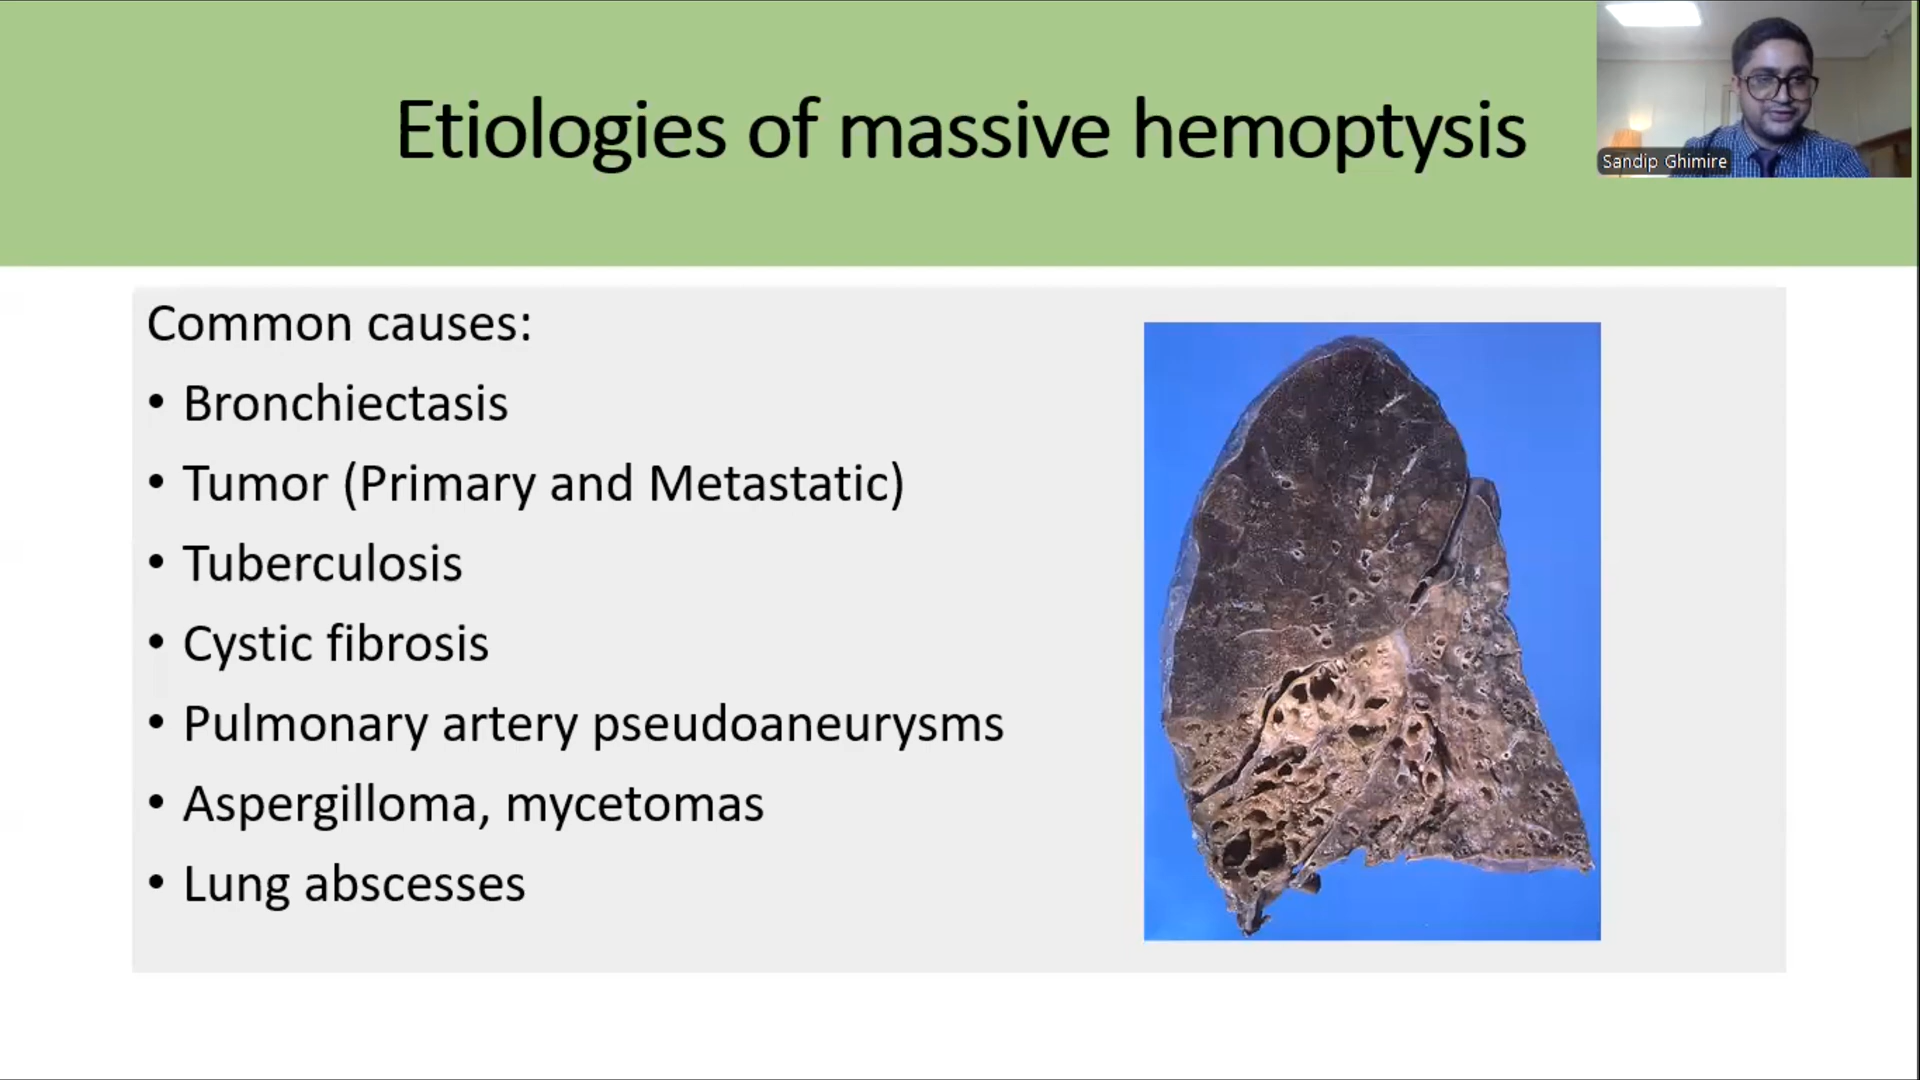 Etiologies of massive hemoptysis
Sandip Ghimire
Common causes:
• Bronchiectasis
• Tumor (Primary and Metastatic)
• Tuberculosis
• Cystic fibrosis
• Pulmonary artery pseudoaneurysms
• Aspergilloma, mycetomas
• Lung abscesses